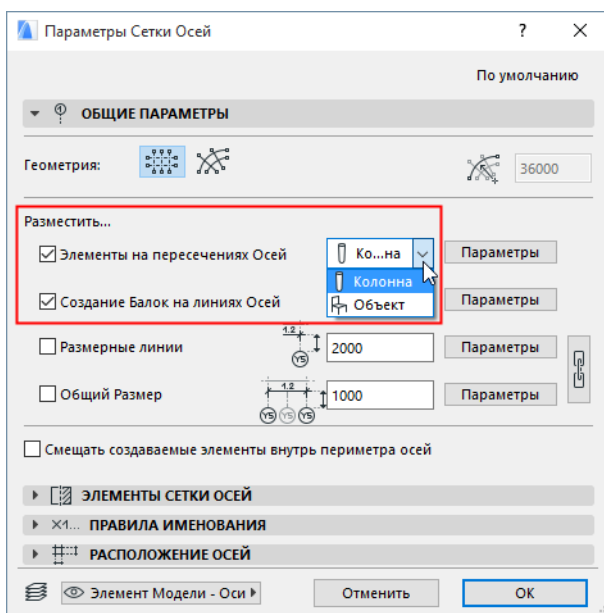 Параметры Сетки Осей ?
По умолчанию
ОБЩИЕ ПАРАМЕТРЫ
Геометрия: 36000
Разместить...
Элементы на пересечениях Осей Ко...на Параметры
Колонна
Создание Балок на линиях Осей Объект Параметры
Размерные линии 1.2 Y5 2000 Параметры
Общий Размер 1.2 Y5 Y5 Y5 1000 Параметры
Смещать создаваемые элементы внутрь периметра осей
ЭЛЕМЕНТЫ СЕТКИ ОСЕЙ
X1... ПРАВИЛА ИМЕНОВАНИЯ
РАСПОЛОЖЕНИЕ ОСЕЙ
Элемент Модели - Оси Отменить ОК